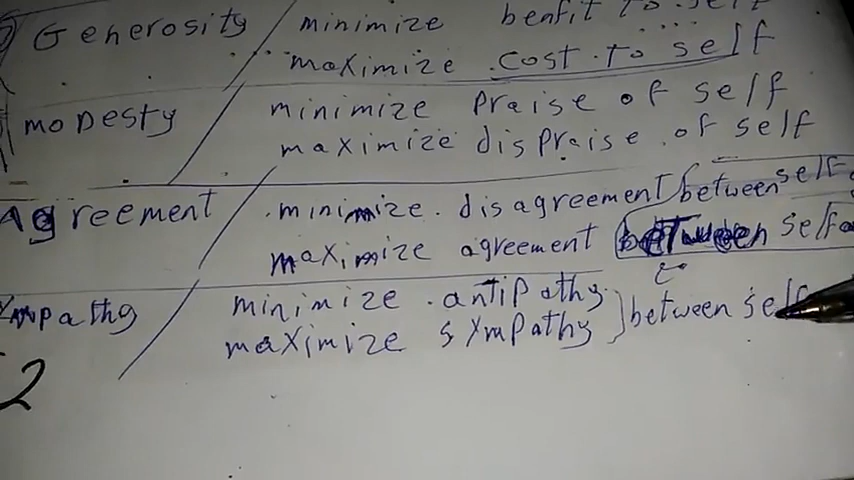 Generosity / minimize benfit to self
maximize cost to self
modesty / minimize Praise of self
maximize dispraise of self
Agreement / minimize disagreement between self
maximize agreement between self
ympathy / minimize antipathy
maximize sympathy } between self
2